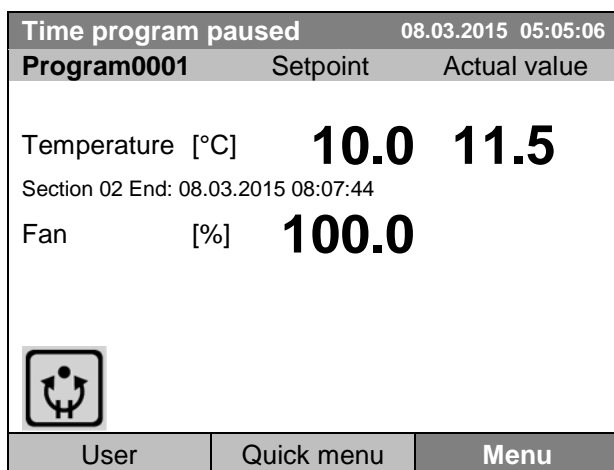 Time program paused 08.03.2015 05:05:06
Program0001 Setpoint Actual value
Temperature [°C] 10.0 11.5
Section 02 End: 08.03.2015 08:07:44
Fan [%] 100.0
User Quick menu Menu